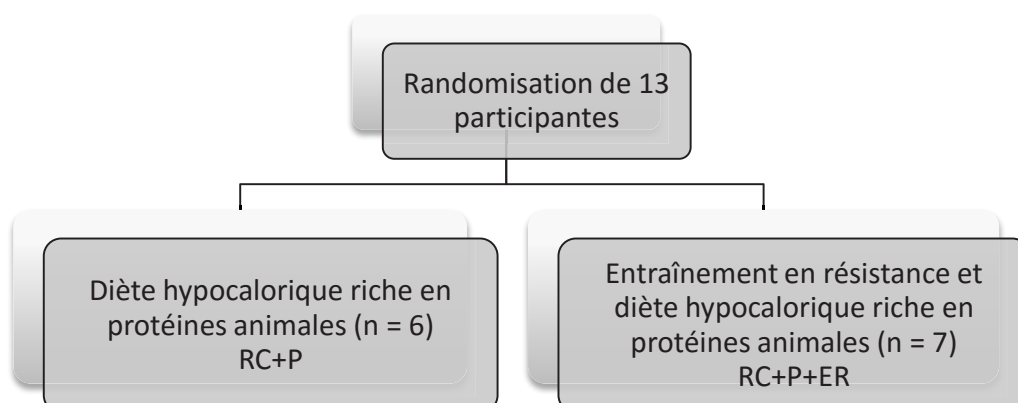 Randomisation de 13
participantes
Diète hypocalorique riche en
protéines animales (n = 6)
RC+P
Entraînement en résistance et
diète hypocalorique riche en
protéines animales (n = 7)
RC+P+ER